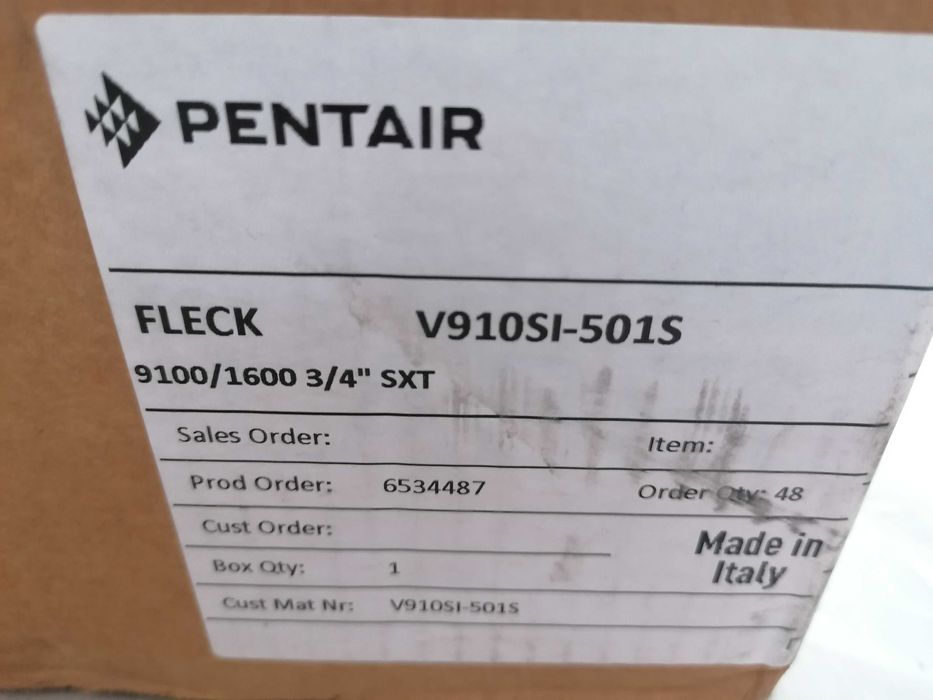 PENTAIR
FLECK V910SI-501S
9100/1600 3/4" SXT
Sales Order: Item:
Prod Order: 6534487 Order Qty: 48
Cust Order:
Made in
Italy
Box Qty: 1
Cust Mat Nr: V910SI-501S